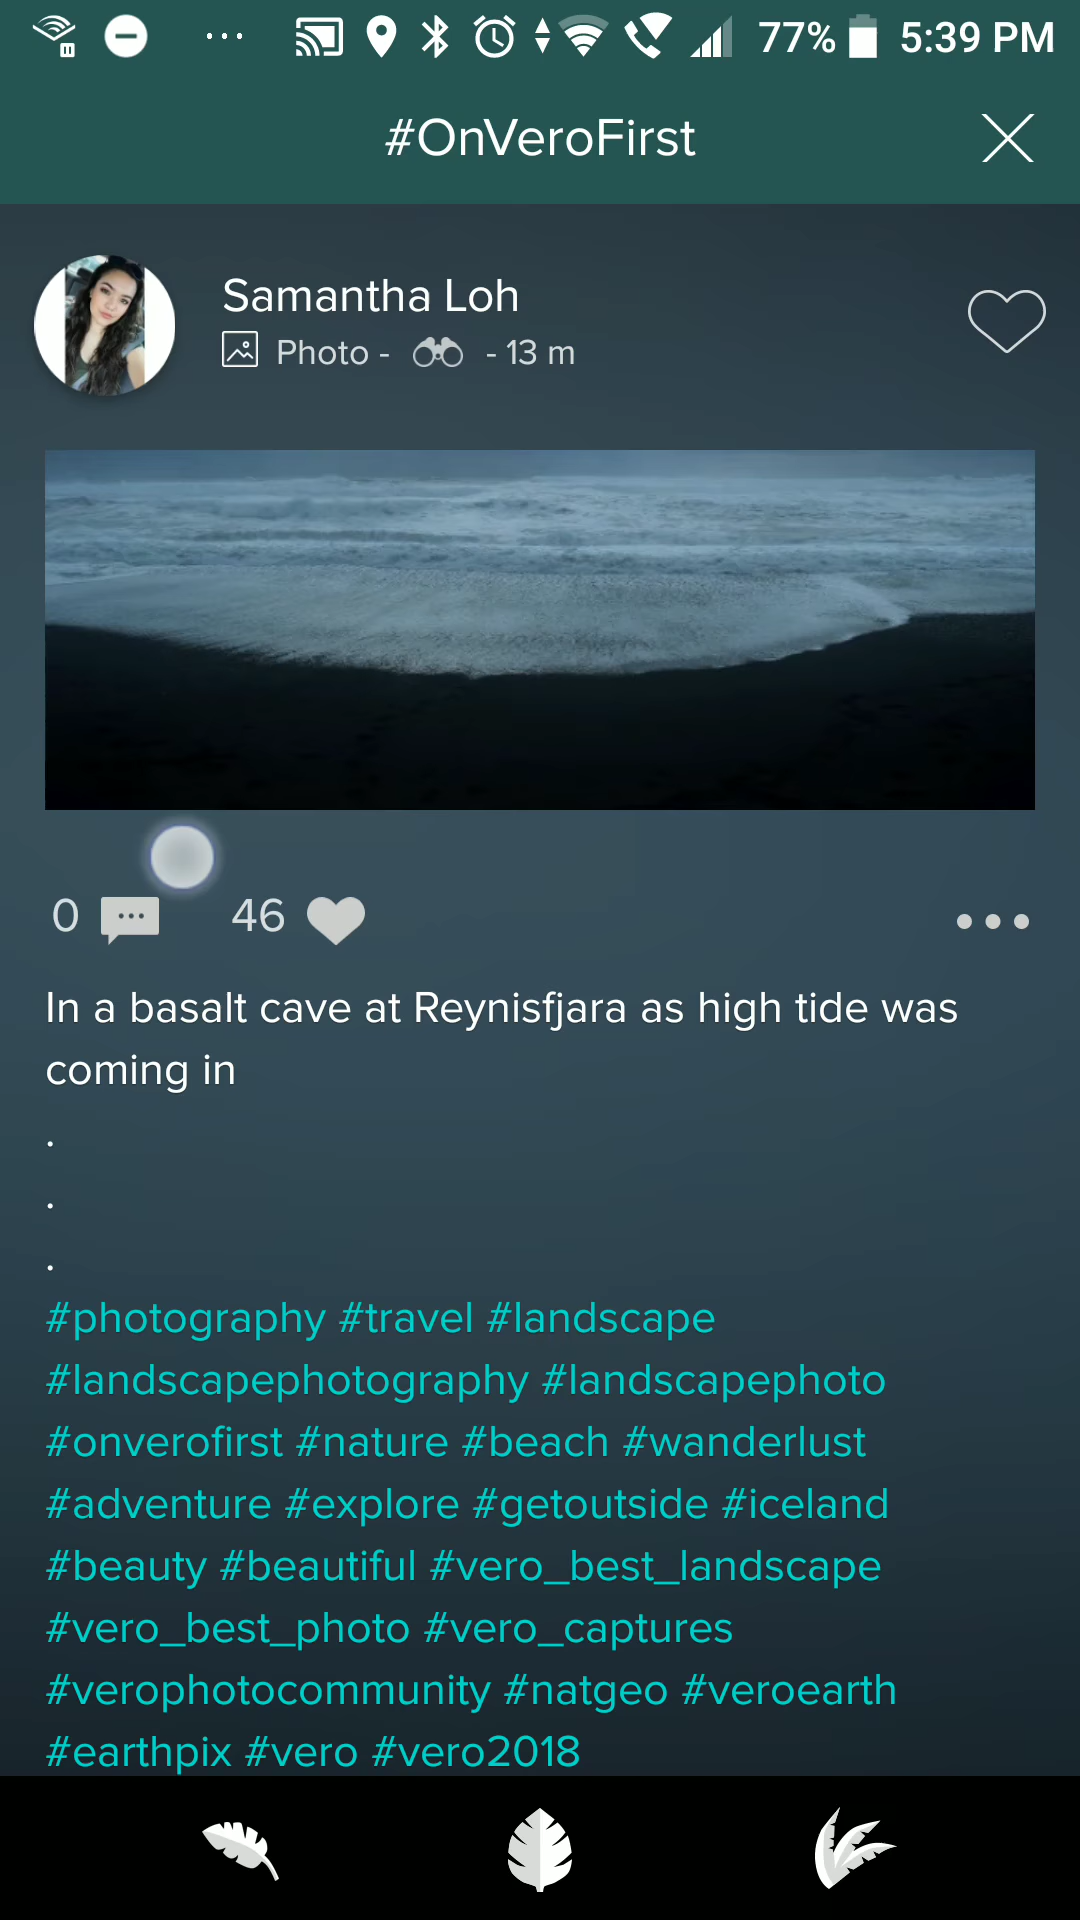 77% 5:39 PM
#OnVeroFirst
Samantha Loh
Photo - - 13 m
0 46
In a basalt cave at Reynisfjara as high tide was
coming in
.
.
.
#photography #travel #landscape
#landscapephotography #landscapephoto
#onverofirst #nature #beach #wanderlust
#adventure #explore #getoutside #iceland
#beauty #beautiful #vero_best_landscape
#vero_best_photo #vero_captures
#verophotocommunity #natgeo #veroearth
#earthpix #vero #vero2018